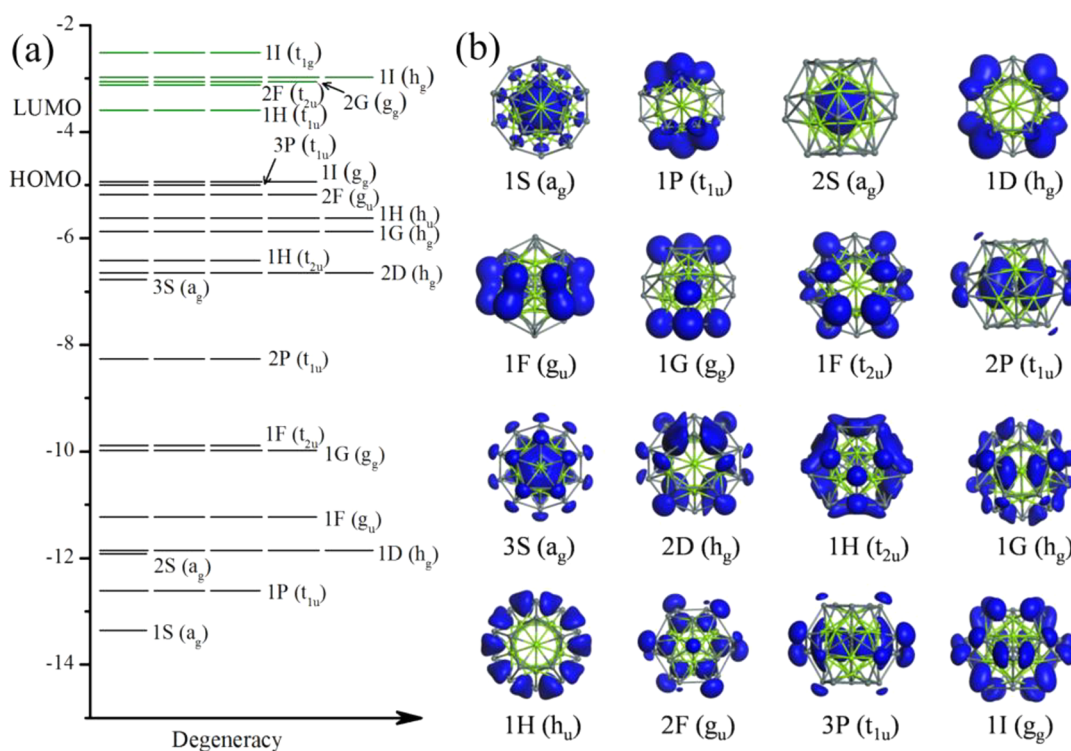 (a)
-2
1I (t1g)
1I (hg)
2F (t2u)
2G (gg)
LUMO
1H (t1u)
-4
3P (t1u)
HOMO
1I (gg)
2F (gu)
1H (hu)
1G (hg)
-6
1H (t2u)
2D (hg)
3S (ag)
-8
2P (t1u)
1F (t2u)
-10
1G (gg)
1F (gu)
1D (hg)
-12
2S (ag)
1P (t1u)
1S (ag)
-14
Degeneracy
(b)
1S (ag) 1P (t1u) 2S (ag) 1D (hg)
1F (gu) 1G (gg) 1F (t2u) 2P (t1u)
3S (ag) 2D (hg) 1H (t2u) 1G (hg)
1H (hu) 2F (gu) 3P (t1u) 1I (gg)